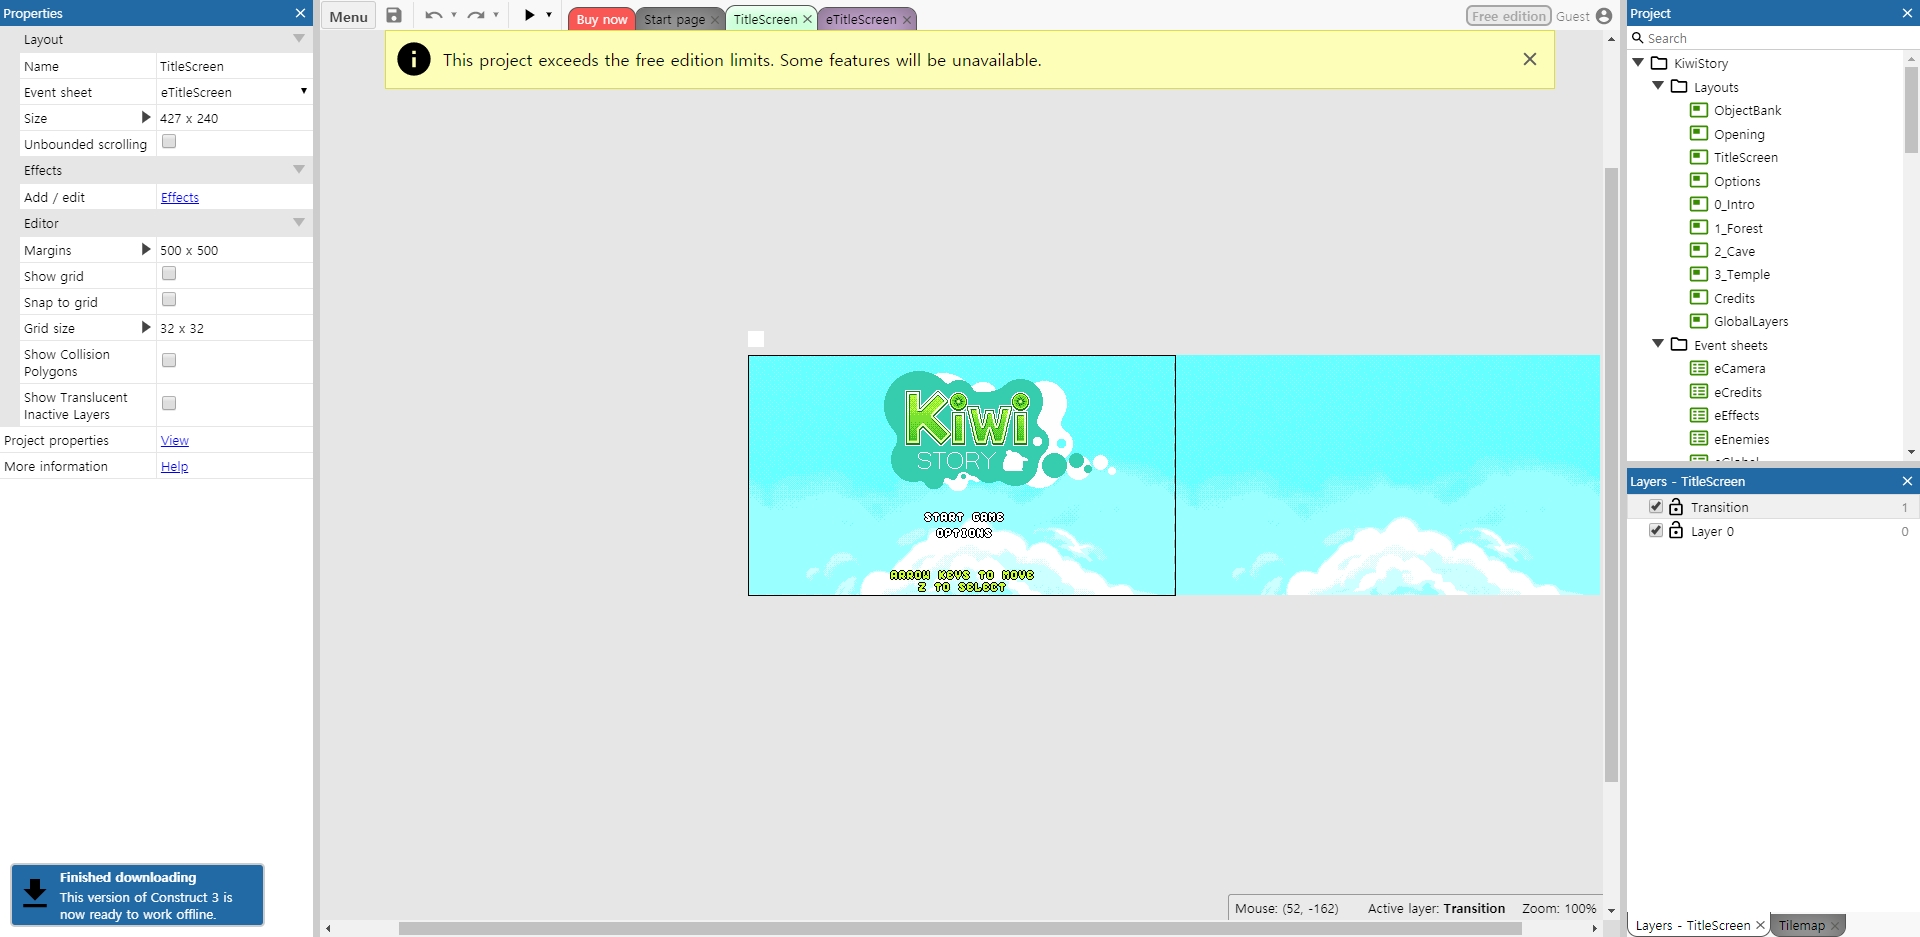 Properties
Layout
Name TitleScreen
Event sheet eTitleScreen
Size 427 x 240
Unbounded scrolling
Effects
Add / edit Effects
Editor
Margins 500 x 500
Show grid
Snap to grid
Grid size 32 x 32
Show Collision
Polygons
Show Translucent
Inactive Layers
Project properties View
More information Help
Finished downloading
This version of Construct 3 is
now ready to work offline.
Menu
Buy now
Start page
TitleScreen
eTitleScreen
Free edition
Guest
This project exceeds the free edition limits. Some features will be unavailable.
Kiwi
STORY
START GAME
OPTIONS
ARROW KEYS TO MOVE
Z TO SELECT
Mouse: (52, -162) Active layer: Transition Zoom: 100%
Project
Search
KiwiStory
Layouts
ObjectBank
Opening
TitleScreen
Options
0_Intro
1_Forest
2_Cave
3_Temple
Credits
GlobalLayers
Event sheets
eCamera
eCredits
eEffects
eEnemies
eGlobal
Layers - TitleScreen
Transition 1
Layer 0 0
Layers - TitleScreen
Tilemap